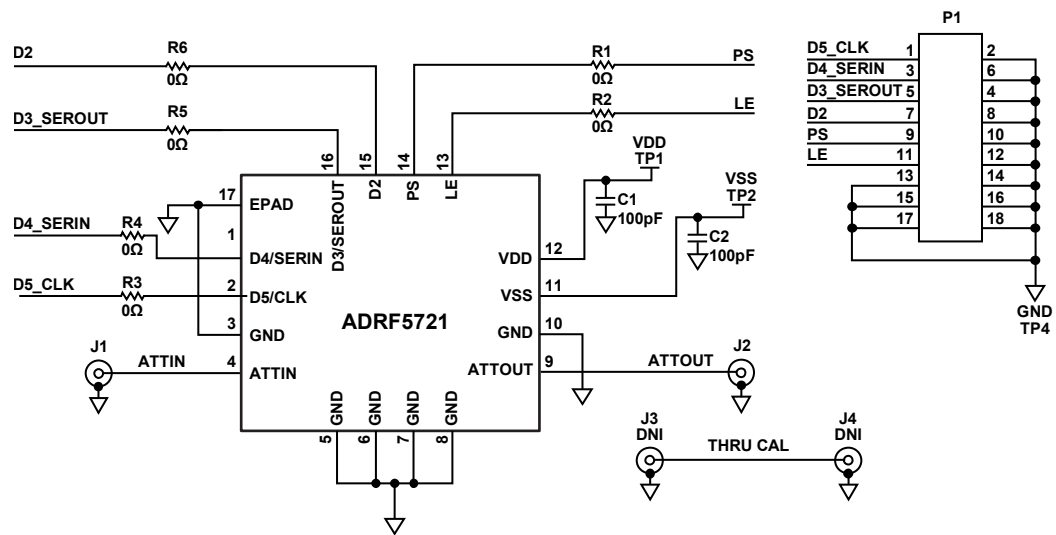 D2
R6
0Ω
D3_SEROUT
R5
0Ω
R1
0Ω
PS
R2
0Ω
LE
16
15
14
13
D3/SEROUT
D2
PS
LE
17
EPAD
D4_SERIN
R4
0Ω
1
D4/SERIN
D5_CLK
R3
0Ω
2
D5/CLK
3
GND
J1
ATTIN
4
ATTIN
ADRF5721
VDD
TP1
C1
100pF
VSS
TP2
C2
100pF
12
VDD
11
VSS
10
GND
9
ATTOUT
ATTOUT
J2
GND
GND
GND
GND
5
6
7
8
J3
DNI
THRU CAL
J4
DNI
P1
D5_CLK 1 2
D4_SERIN 3 6
D3_SEROUT 5 4
D2 7 8
PS 9 10
LE 11 12
13 14
15 16
17 18
GND
TP4